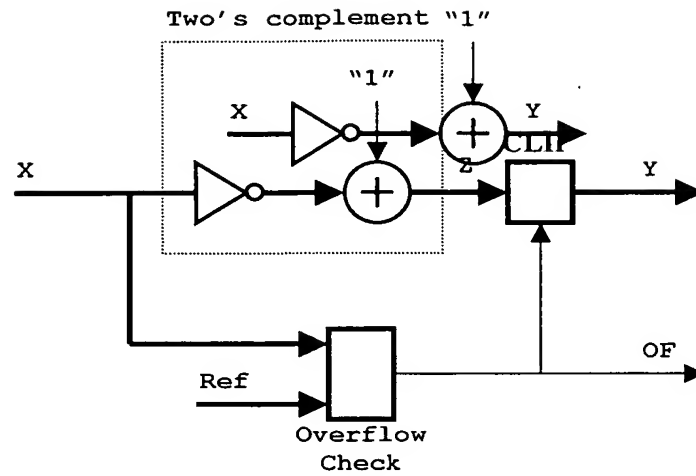 Two's complement "1"
"1"
X
Y
Z
X
Y
Ref
OF
Overflow
Check